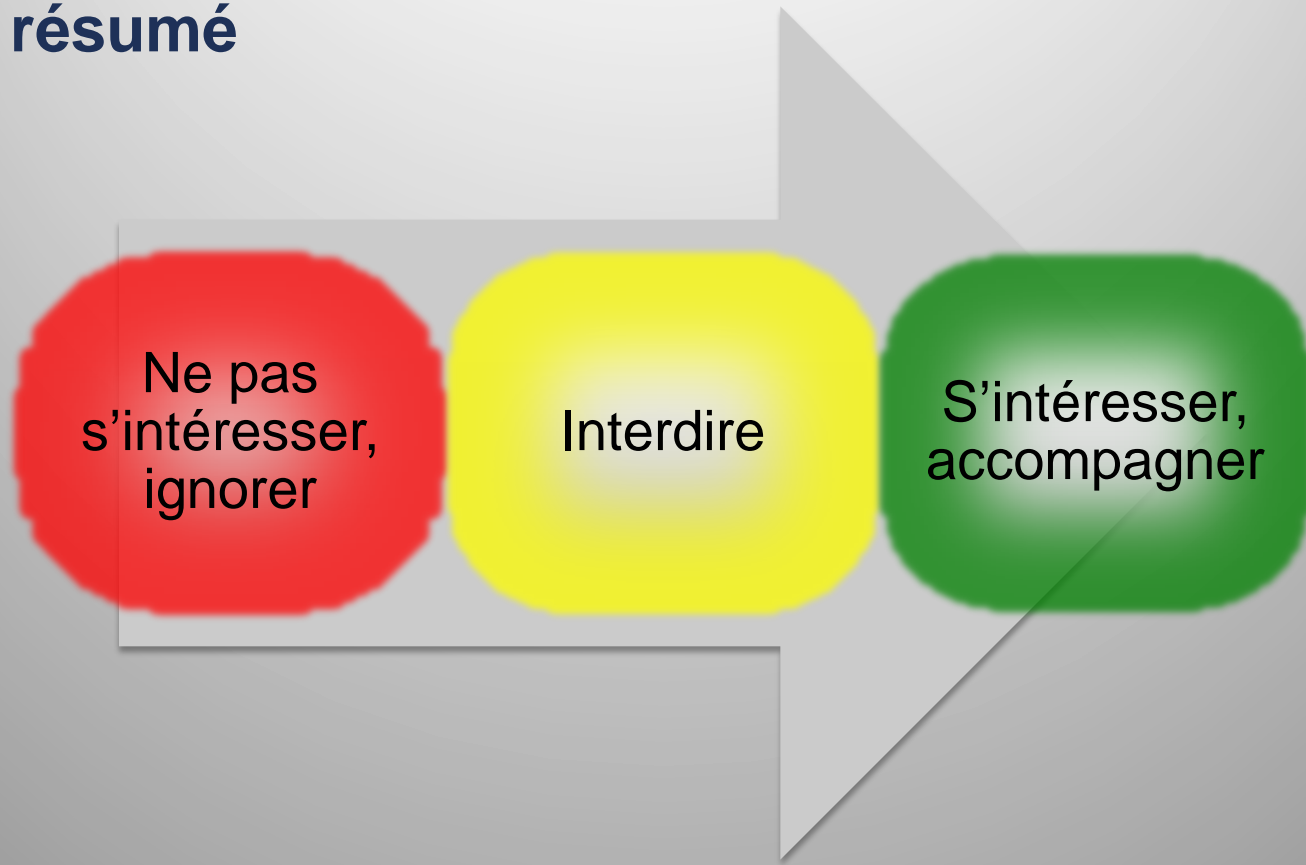 résumé
Ne pas
s’intéresser,
ignorer
Interdire
S’intéresser,
accompagner